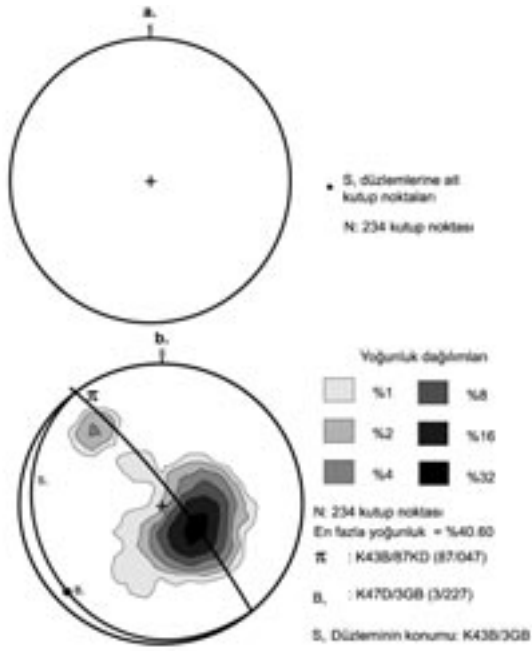 a.
S, düzlemlerine ait
kutup noktaları
N: 234 kutup noktası
b.
Yoğunluk dağılımları
%1
%8
%2
%16
%4
%32
π
S,
B,
N: 234 kutup noktası
En fazla yoğunluk = %40.60
π : K43B/87KD (87/047)
B, : K47D/3GB (3/227)
S, Düzleminin konumu: K43B/3GB